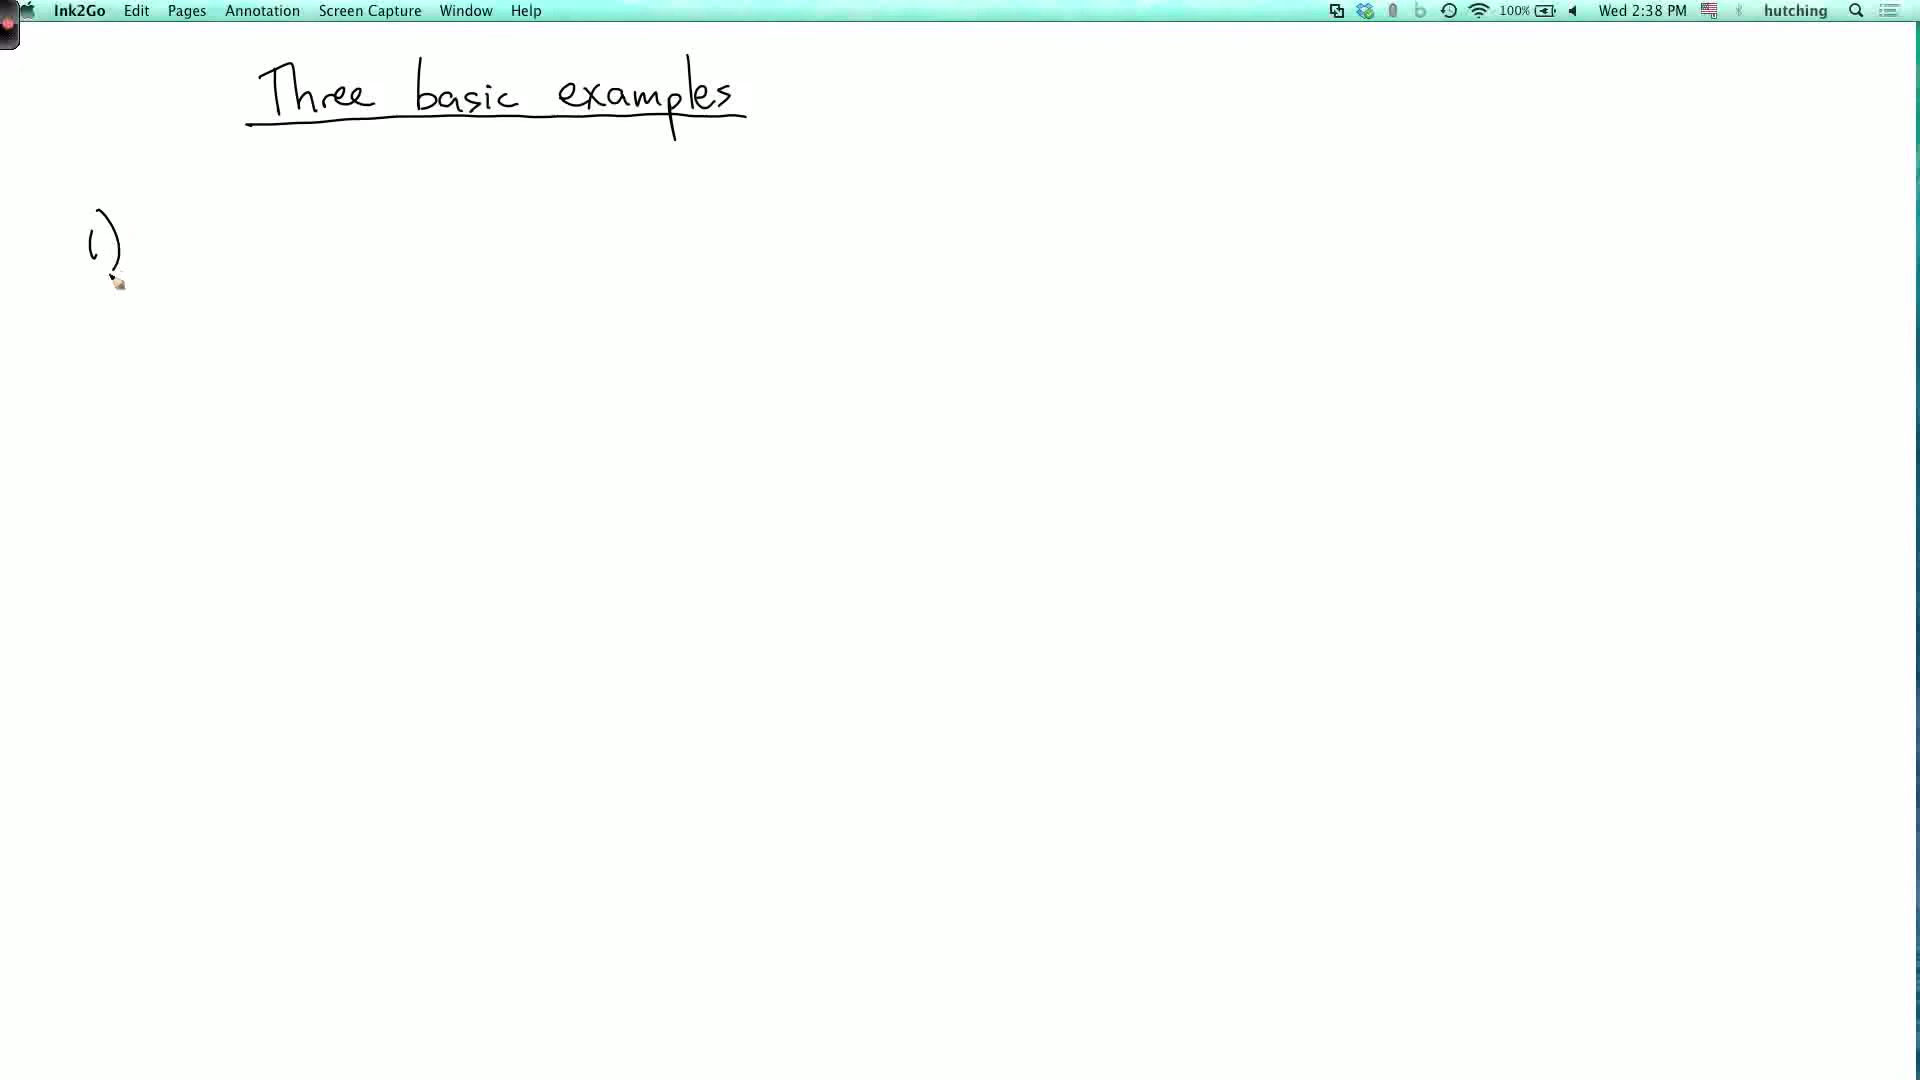 Ink2Go Edit Pages Annotation Screen Capture Window Help 100% Wed 2:38 PM hutching
Three basic examples
1)